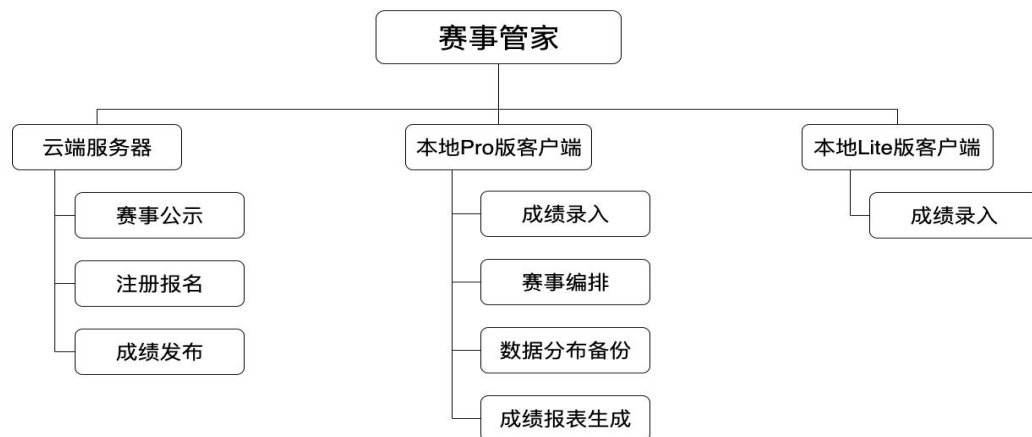 赛事管家
云端服务器
本地Pro版客户端
本地Lite版客户端
赛事公示
成绩录入
成绩录入
注册报名
赛事编排
成绩发布
数据分布备份
成绩报表生成